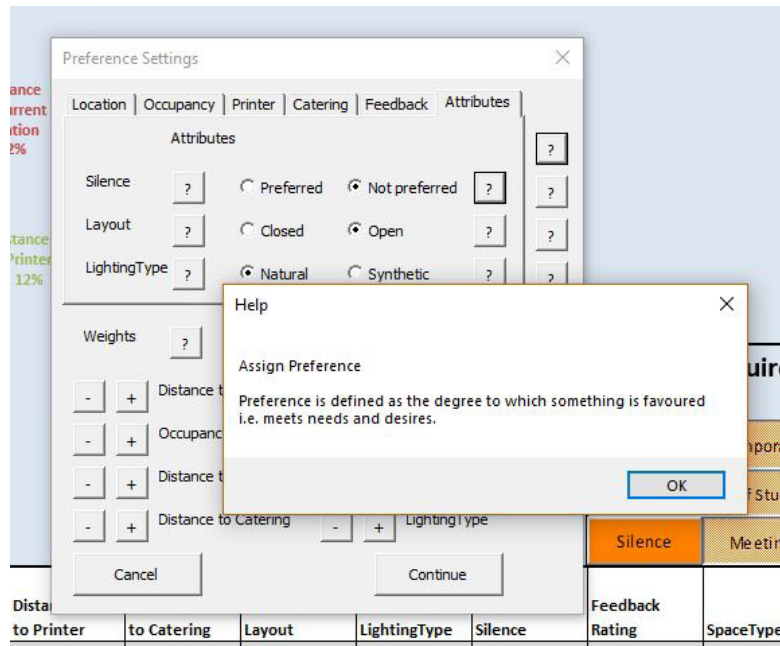 Preference Settings
Location Occupancy Printer Catering Feedback Attributes
Attributes
?
Silence ? Preferred Not preferred ? ?
Layout ? Closed Open ? ?
LightingType ? Natural Synthetic ? ?
2%
12%
Help
Assign Preference
Preference is defined as the degree to which something is favoured
i.e. meets needs and desires.
OK
Weights ?
- + Distance
- +
- + Distance
- + Distance to Catering - + LightingType
Cancel Continue
Silence
to Printer to Catering Layout LightingType Silence Feedback
Rating SpaceType